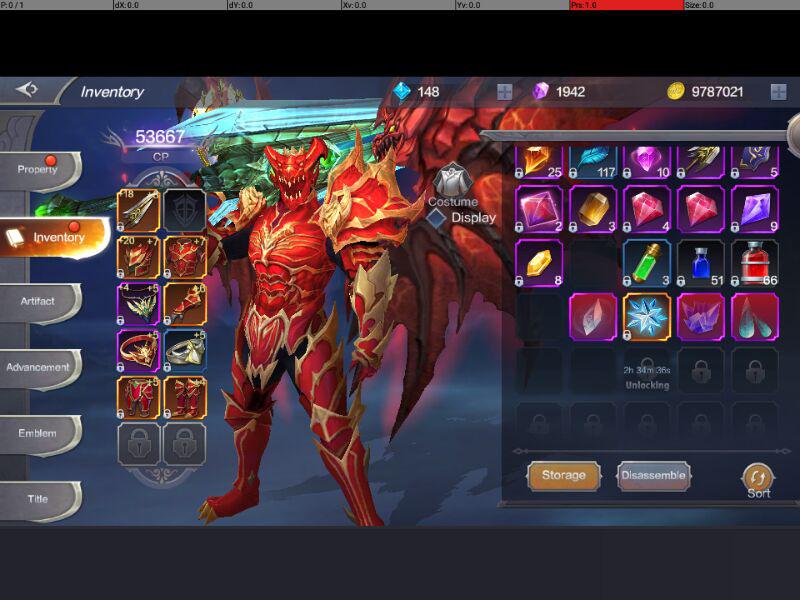 P: 0 / 1 dX: 0.0 dY: 0.0 Xv: 0.0 Yv: 0.0 Prs: 1.0 Size: 0.0
Inventory 148 1942 9787021
53667
CP
Property
Inventory
Artifact
Advancement
Emblem
Title
18
+20 +7
+5
+5
+5
Costume
Display
25 117 10 5
2 3 4 9
8 3 51 66
2h 34m 36s
Unlocking
Storage Disassemble
Sort